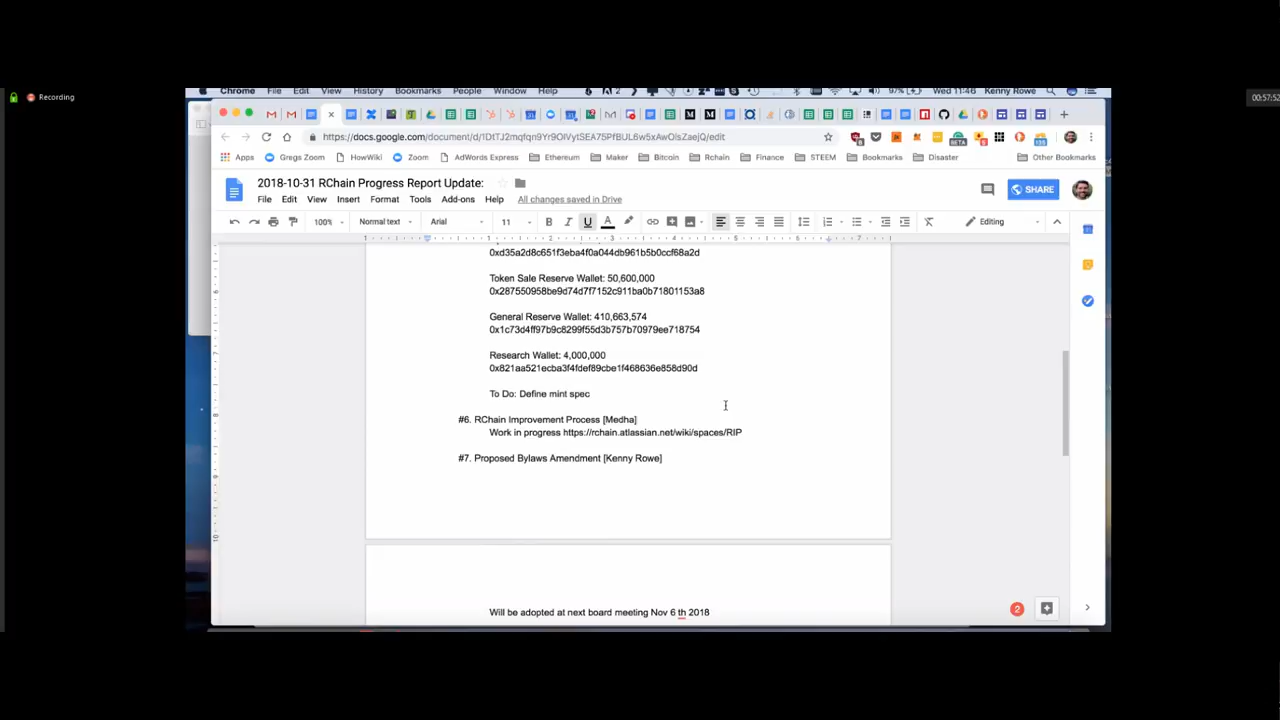 Recording
00:57:52
Chrome File Edit View History Bookmarks People Window Help
2 97% Wed 11:46 Kenny Rowe
https://docs.google.com/document/d/1DtTJ2mqfqn9Yr9OlVytSEA75PfBUL6w5xAwOlsZaejQ/edit
Apps Gregs Zoom HowWiki Zoom AdWords Express Ethereum Maker Bitcoin Rchain Finance STEEM Bookmarks Disaster Other Bookmarks
2018-10-31 RChain Progress Report Update:
File Edit View Insert Format Tools Add-ons Help All changes saved in Drive
SHARE
100% Normal text Arial 11 B I U A Editing
0xd35a2d8c651f3eba4f0a044db961b5b0ccf68a2d
Token Sale Reserve Wallet: 50,600,000
0x287550958be9d74d7f7152c911ba0b71801153a8
General Reserve Wallet: 410,663,574
0x1c73d4ff97b9c8299f55d3b757b70979ee718754
Research Wallet: 4,000,000
0x821aa521ecba3f4fdef89cbe1f468636e858d90d
To Do: Define mint spec
#6. RChain Improvement Process [Medha]
Work in progress https://rchain.atlassian.net/wiki/spaces/RIP
#7. Proposed Bylaws Amendment [Kenny Rowe]
Will be adopted at next board meeting Nov 6 th 2018
2